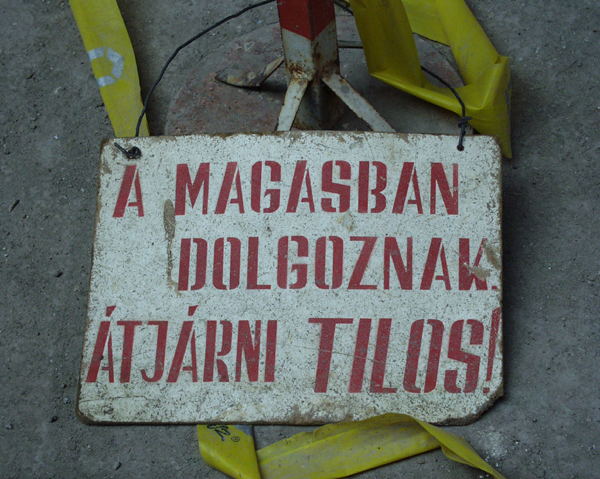 A MAGASBAN
DOLGOZNAK.
ÁTJÁRNI TILOS!